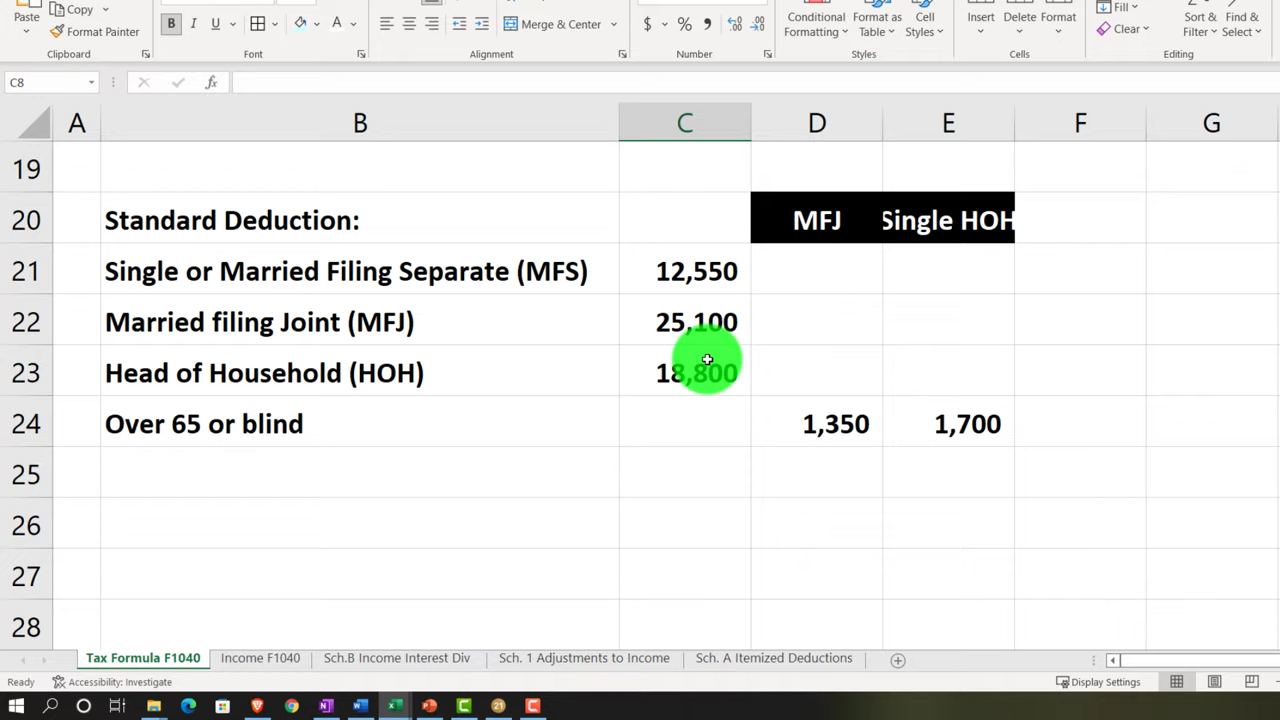 Paste
Copy
Format Painter
B I U
A
Merge & Center
$ % ,
Conditional Formatting
Format as Table
Cell Styles
Insert
Delete
Format
Fill
Clear
Sort & Filter
Find & Select
Clipboard
Font
Alignment
Number
Styles
Cells
Editing
C8
fx
A B C D E F G
19
20 Standard Deduction: MFJ Single HOH
21 Single or Married Filing Separate (MFS) 12,550
22 Married filing Joint (MFJ) 25,100
23 Head of Household (HOH) 18,800
24 Over 65 or blind 1,350 1,700
25
26
27
28
Tax Formula F1040 Income F1040 Sch.B Income Interest Div Sch. 1 Adjustments to Income Sch. A Itemized Deductions
Ready Accessibility: Investigate Display Settings
21